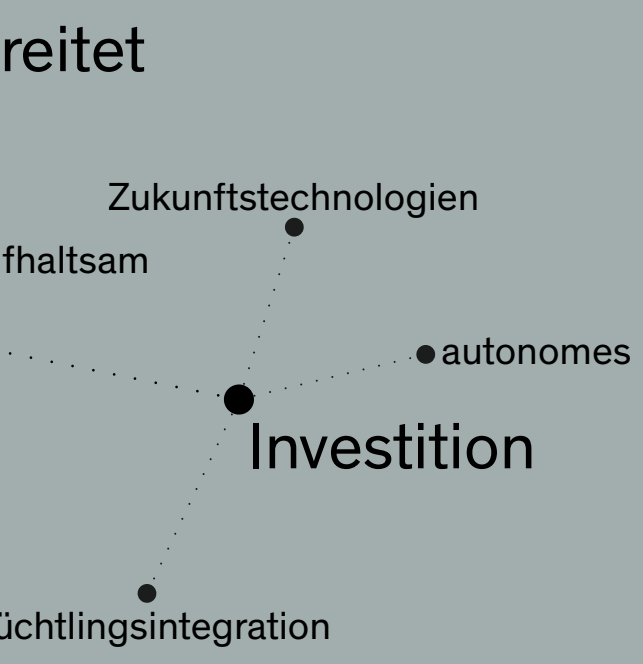 reitet
Zukunftstechnologien
fhaltsam
autonomes
Investition
üchtlingsintegration